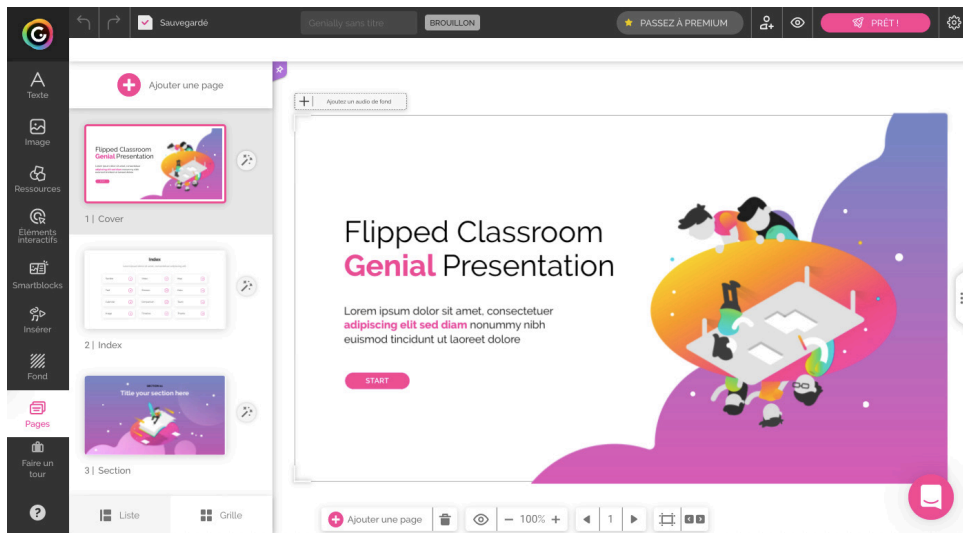 Sauvegardé
Genially sans titre
BROUILLON
PASSEZ À PREMIUM
PRÊT !
Texte
Image
Ressources
Éléments
interactifs
Smartblocks
Insérer
Fond
Pages
Faire un
tour
?
Ajouter une page
Flipped Classroom
Genial Presentation
1 | Cover
Index
2 | Index
Title your section here
3 | Section
Liste
Grille
Ajoutez un audio de fond
Flipped Classroom
Genial Presentation
Lorem ipsum dolor sit amet, consectetuer
adipiscing elit sed diam nonummy nibh
euismod tincidunt ut laoreet dolore
START
Ajouter une page
100%
1